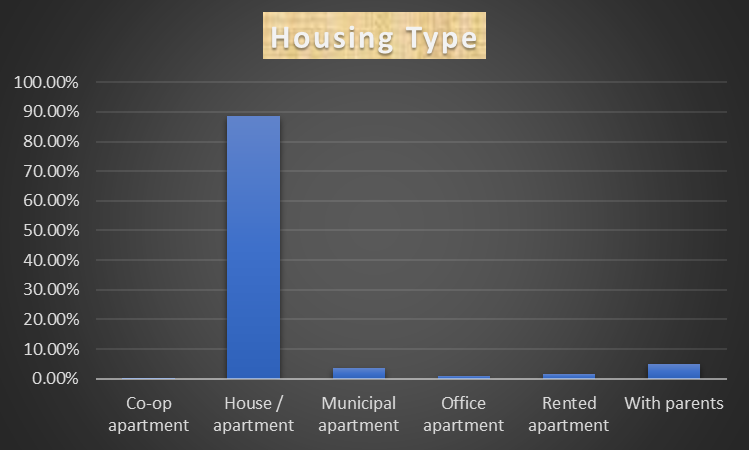 Housing Type
100.00%
90.00%
80.00%
70.00%
60.00%
50.00%
40.00%
30.00%
20.00%
10.00%
0.00%
Co-op
apartment
House /
apartment
Municipal
apartment
Office
apartment
Rented
apartment
With parents